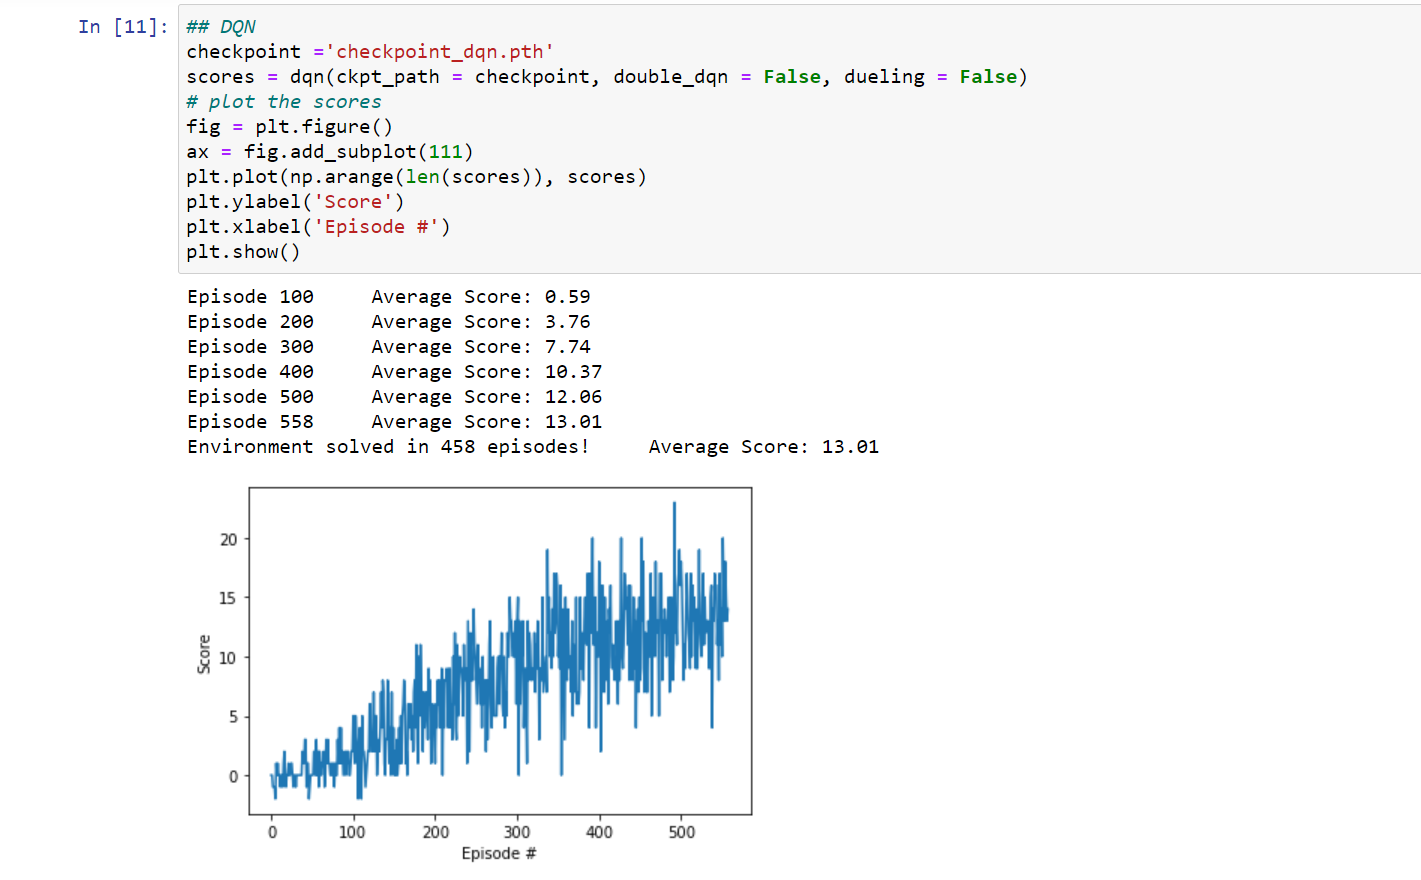 In [11]:
## DQN
checkpoint ='checkpoint_dqn.pth'
scores = dqn(ckpt_path = checkpoint, double_dqn = False, dueling = False)
# plot the scores
fig = plt.figure()
ax = fig.add_subplot(111)
plt.plot(np.arange(len(scores)), scores)
plt.ylabel('Score')
plt.xlabel('Episode #')
plt.show()
Episode 100 Average Score: 0.59
Episode 200 Average Score: 3.76
Episode 300 Average Score: 7.74
Episode 400 Average Score: 10.37
Episode 500 Average Score: 12.06
Episode 558 Average Score: 13.01
Environment solved in 458 episodes! Average Score: 13.01
20
15
10
5
0
Score
0 100 200 300 400 500
Episode #